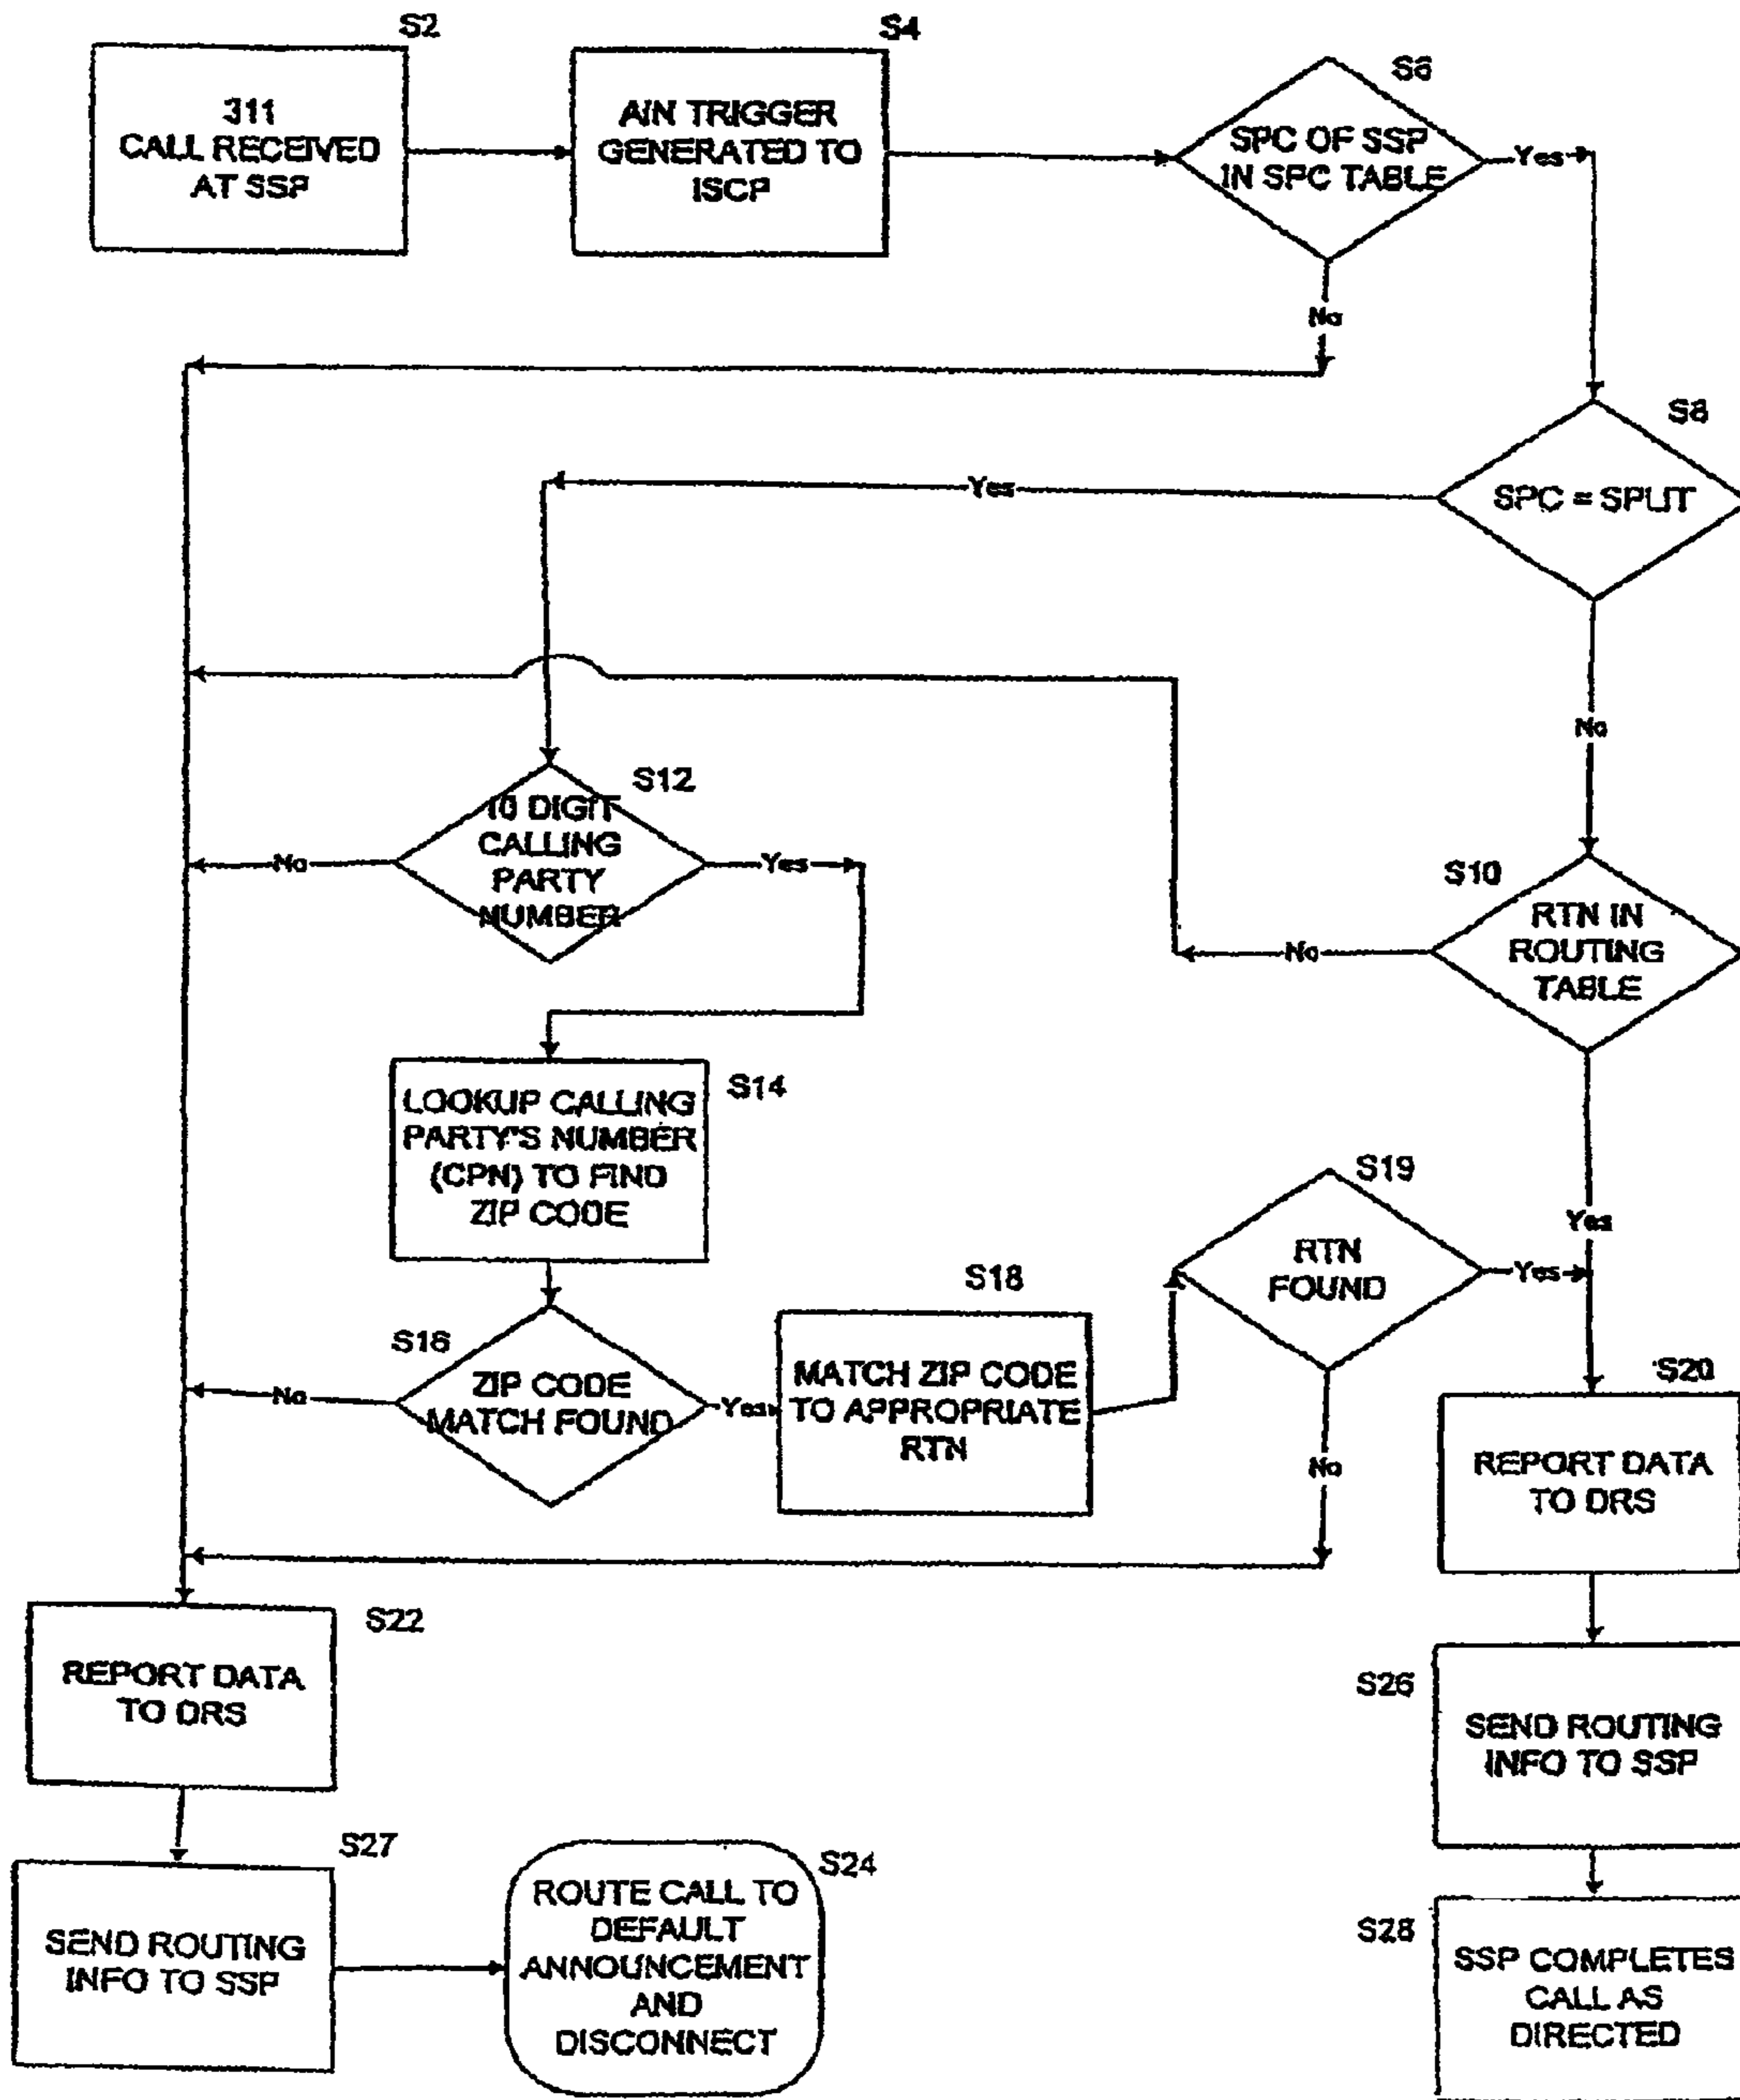 S2
311
CALL RECEIVED
AT SSP
S4
AIN TRIGGER
GENERATED TO
ISCP
S6
SPC OF SSP
IN SPC TABLE
Yes
No
S8
SPC = SPLIT
Yes
No
S12
10 DIGIT
CALLING
PARTY
NUMBER
No
Yes
S10
RTN IN
ROUTING
TABLE
No
Yes
S14
LOOKUP CALLING
PARTY'S NUMBER
(CPN) TO FIND
ZIP CODE
S16
ZIP CODE
MATCH FOUND
No
Yes
S18
MATCH ZIP CODE
TO APPROPRIATE
RTN
S19
RTN
FOUND
Yes
No
S20
REPORT DATA
TO DRS
S22
REPORT DATA
TO DRS
S26
SEND ROUTING
INFO TO SSP
S27
SEND ROUTING
INFO TO SSP
S24
ROUTE CALL TO
DEFAULT
ANNOUNCEMENT
AND
DISCONNECT
S28
SSP COMPLETES
CALL AS
DIRECTED